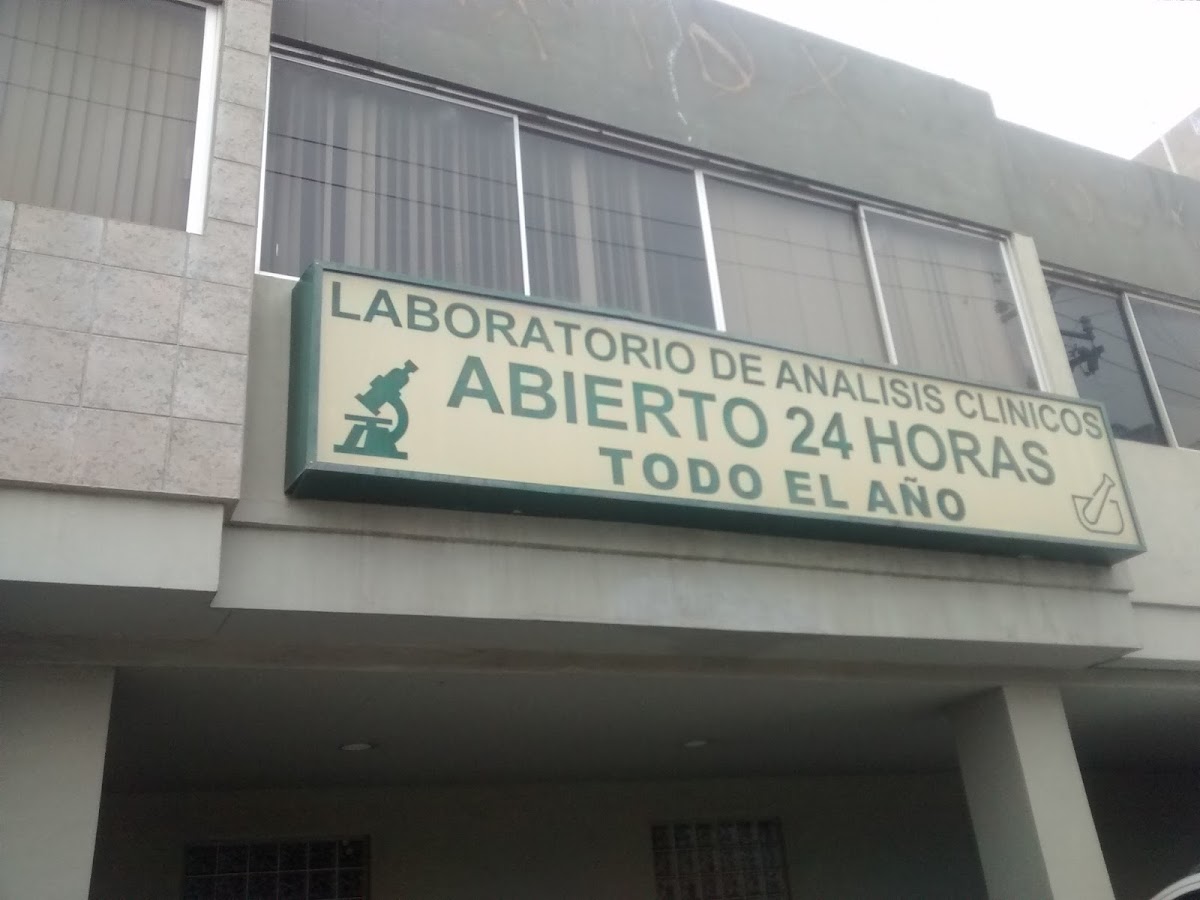 LABORATORIO DE ANALISIS CLINICOS
ABIERTO 24 HORAS
TODO EL AÑO